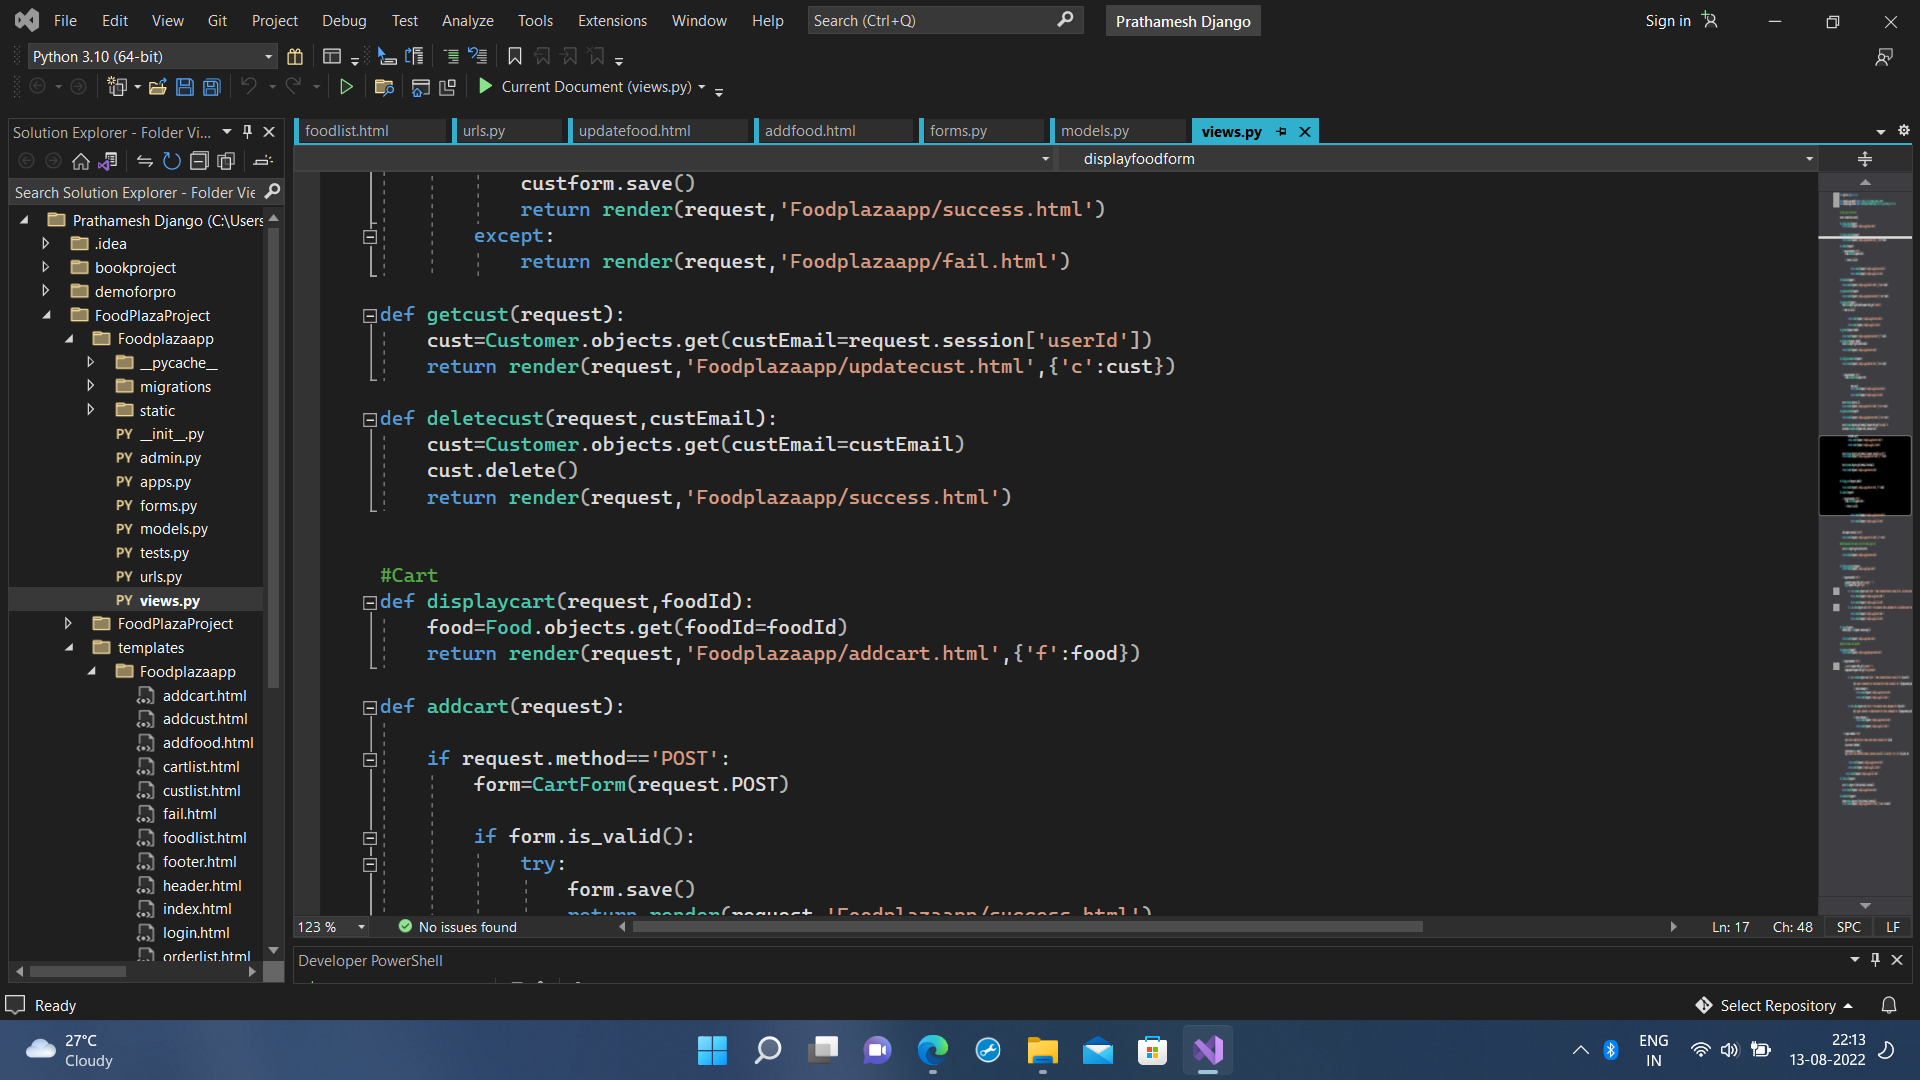 File Edit View Git Project Debug Test Analyze Tools Extensions Window Help Search (Ctrl+Q) Prathamesh Django Sign in
Python 3.10 (64-bit)
Current Document (views.py)
Solution Explorer - Folder Vi...
Search Solution Explorer - Folder Vie
Prathamesh Django (C:\Users
.idea
bookproject
demoforpro
FoodPlazaProject
Foodplazaapp
__pycache__
migrations
static
PY __init__.py
PY admin.py
PY apps.py
PY forms.py
PY models.py
PY tests.py
PY urls.py
PY views.py
FoodPlazaProject
templates
Foodplazaapp
addcart.html
addcust.html
addfood.html
cartlist.html
custlist.html
fail.html
foodlist.html
footer.html
header.html
index.html
login.html
orderlist.html
foodlist.html urls.py updatefood.html addfood.html forms.py models.py views.py
displayfoodform
custform.save()
return render(request,'Foodplazaapp/success.html')
except:
return render(request,'Foodplazaapp/fail.html')
def getcust(request):
cust=Customer.objects.get(custEmail=request.session['userId'])
return render(request,'Foodplazaapp/updatecust.html',{'c':cust})
def deletecust(request,custEmail):
cust=Customer.objects.get(custEmail=custEmail)
cust.delete()
return render(request,'Foodplazaapp/success.html')
#Cart
def displaycart(request,foodId):
food=Food.objects.get(foodId=foodId)
return render(request,'Foodplazaapp/addcart.html',{'f':food})
def addcart(request):
if request.method=='POST':
form=CartForm(request.POST)
if form.is_valid():
try:
form.save()
return render(request,'Foodplazaapp/success.html')
123 % No issues found Ln: 17 Ch: 48 SPC LF
Developer PowerShell
Ready Select Repository
27°C
Cloudy
ENG
IN
22:13
13-08-2022